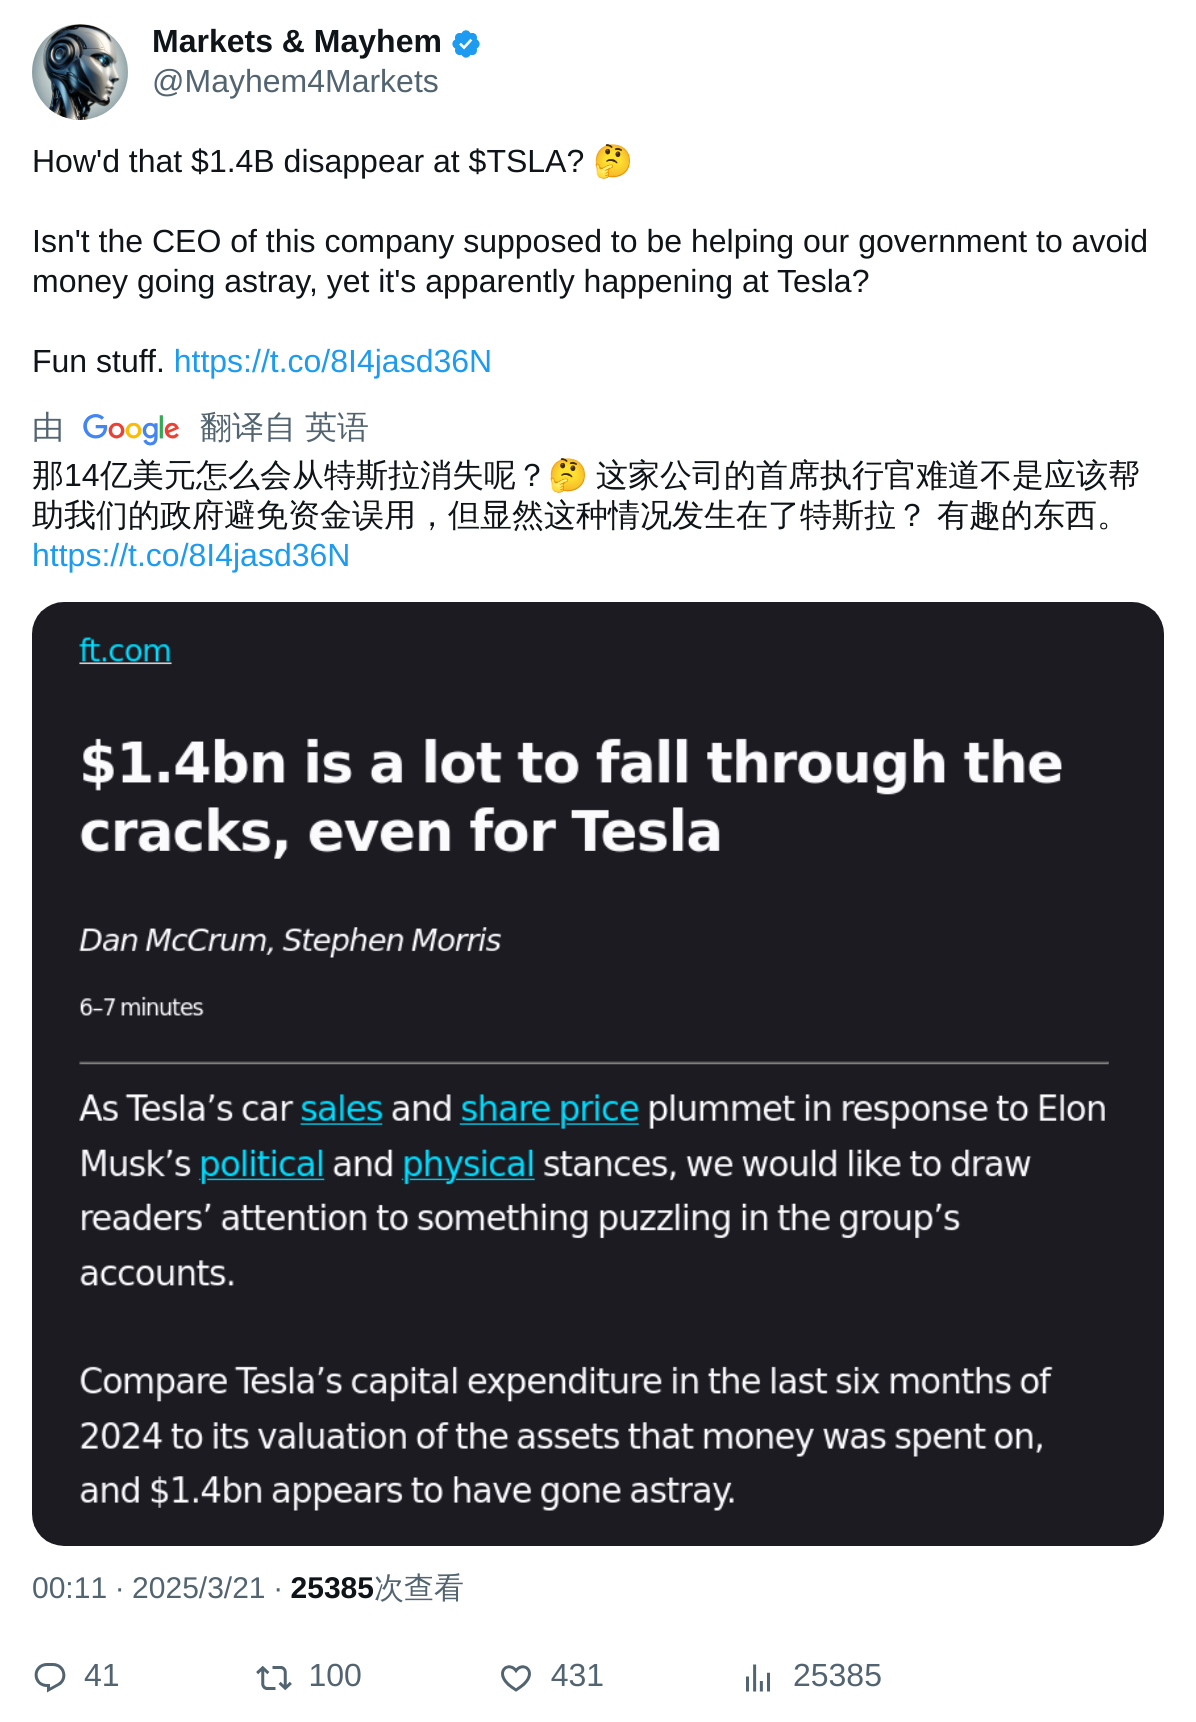 Markets & Mayhem
@Mayhem4Markets
How'd that $1.4B disappear at $TSLA? 🤔
Isn't the CEO of this company supposed to be helping our government to avoid
money going astray, yet it's apparently happening at Tesla?
Fun stuff. https://t.co/8I4jasd36N
由 Google 翻译自 英语
那14亿美元怎么会从特斯拉消失呢？🤔 这家公司的首席执行官难道不是应该帮
助我们的政府避免资金误用，但显然这种情况发生在了特斯拉？ 有趣的东西。
https://t.co/8I4jasd36N
ft.com
$1.4bn is a lot to fall through the
cracks, even for Tesla
Dan McCrum, Stephen Morris
6–7 minutes
As Tesla’s car sales and share price plummet in response to Elon
Musk’s political and physical stances, we would like to draw
readers’ attention to something puzzling in the group’s
accounts.
Compare Tesla’s capital expenditure in the last six months of
2024 to its valuation of the assets that money was spent on,
and $1.4bn appears to have gone astray.
00:11 · 2025/3/21 · 25385次查看
41 100 431 25385